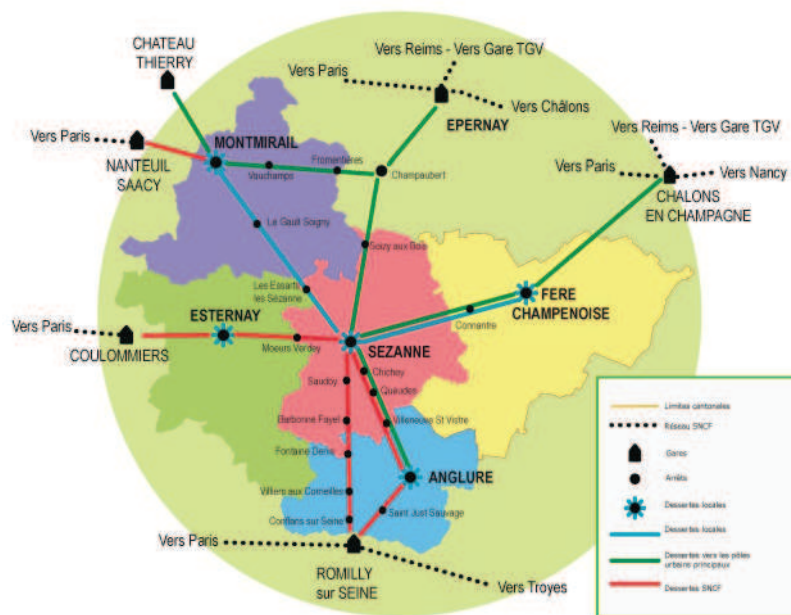 CHATEAU
THIERRY
Vers Reims - Vers Gare TGV
Vers Paris
Vers Châlons
EPERNAY
Vers Paris
NANTEUIL
SAACY
MONTMIRAIL
Vauchamps
Fromentières
Champaubert
Vers Reims - Vers Gare TGV
Vers Paris
Vers Nancy
CHALONS
EN CHAMPAGNE
Le Gault Soigny
Soizy aux Bois
Les Essarts
les Sézanne
FERE
CHAMPENOISE
Connantre
Vers Paris
COULOMMIERS
ESTERNAY
Moeurs Verdey
SEZANNE
Chichey
Queudes
Saudoy
Barbonne Fayel
Villeneuve St Vistre
Fontaine Denis
ANGLURE
Villiers aux Corneilles
Saint Just Sauvage
Conflans sur Seine
Vers Paris
ROMILLY
sur SEINE
Vers Troyes
Limites cantonales
Réseau SNCF
Gares
Arrêts
Dessertes locales
Dessertes locales
Dessertes vers les pôles
urbains principaux
Dessertes SNCF